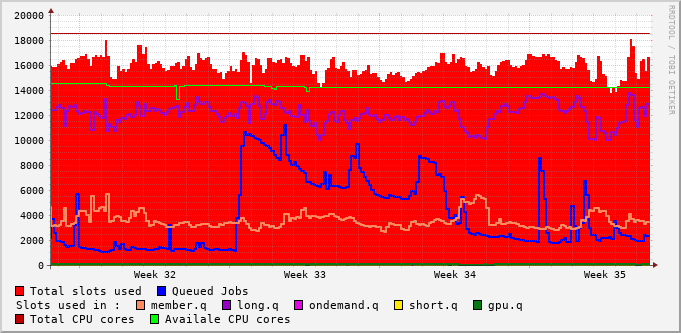 20000
18000
16000
14000
12000
10000
8000
6000
4000
2000
0
Week 32 Week 33 Week 34 Week 35
RRDTOOL / TOBI OETIKER
Total slots used Queued Jobs
Slots used in : member.q long.q ondemand.q short.q gpu.q
Total CPU cores Availale CPU cores